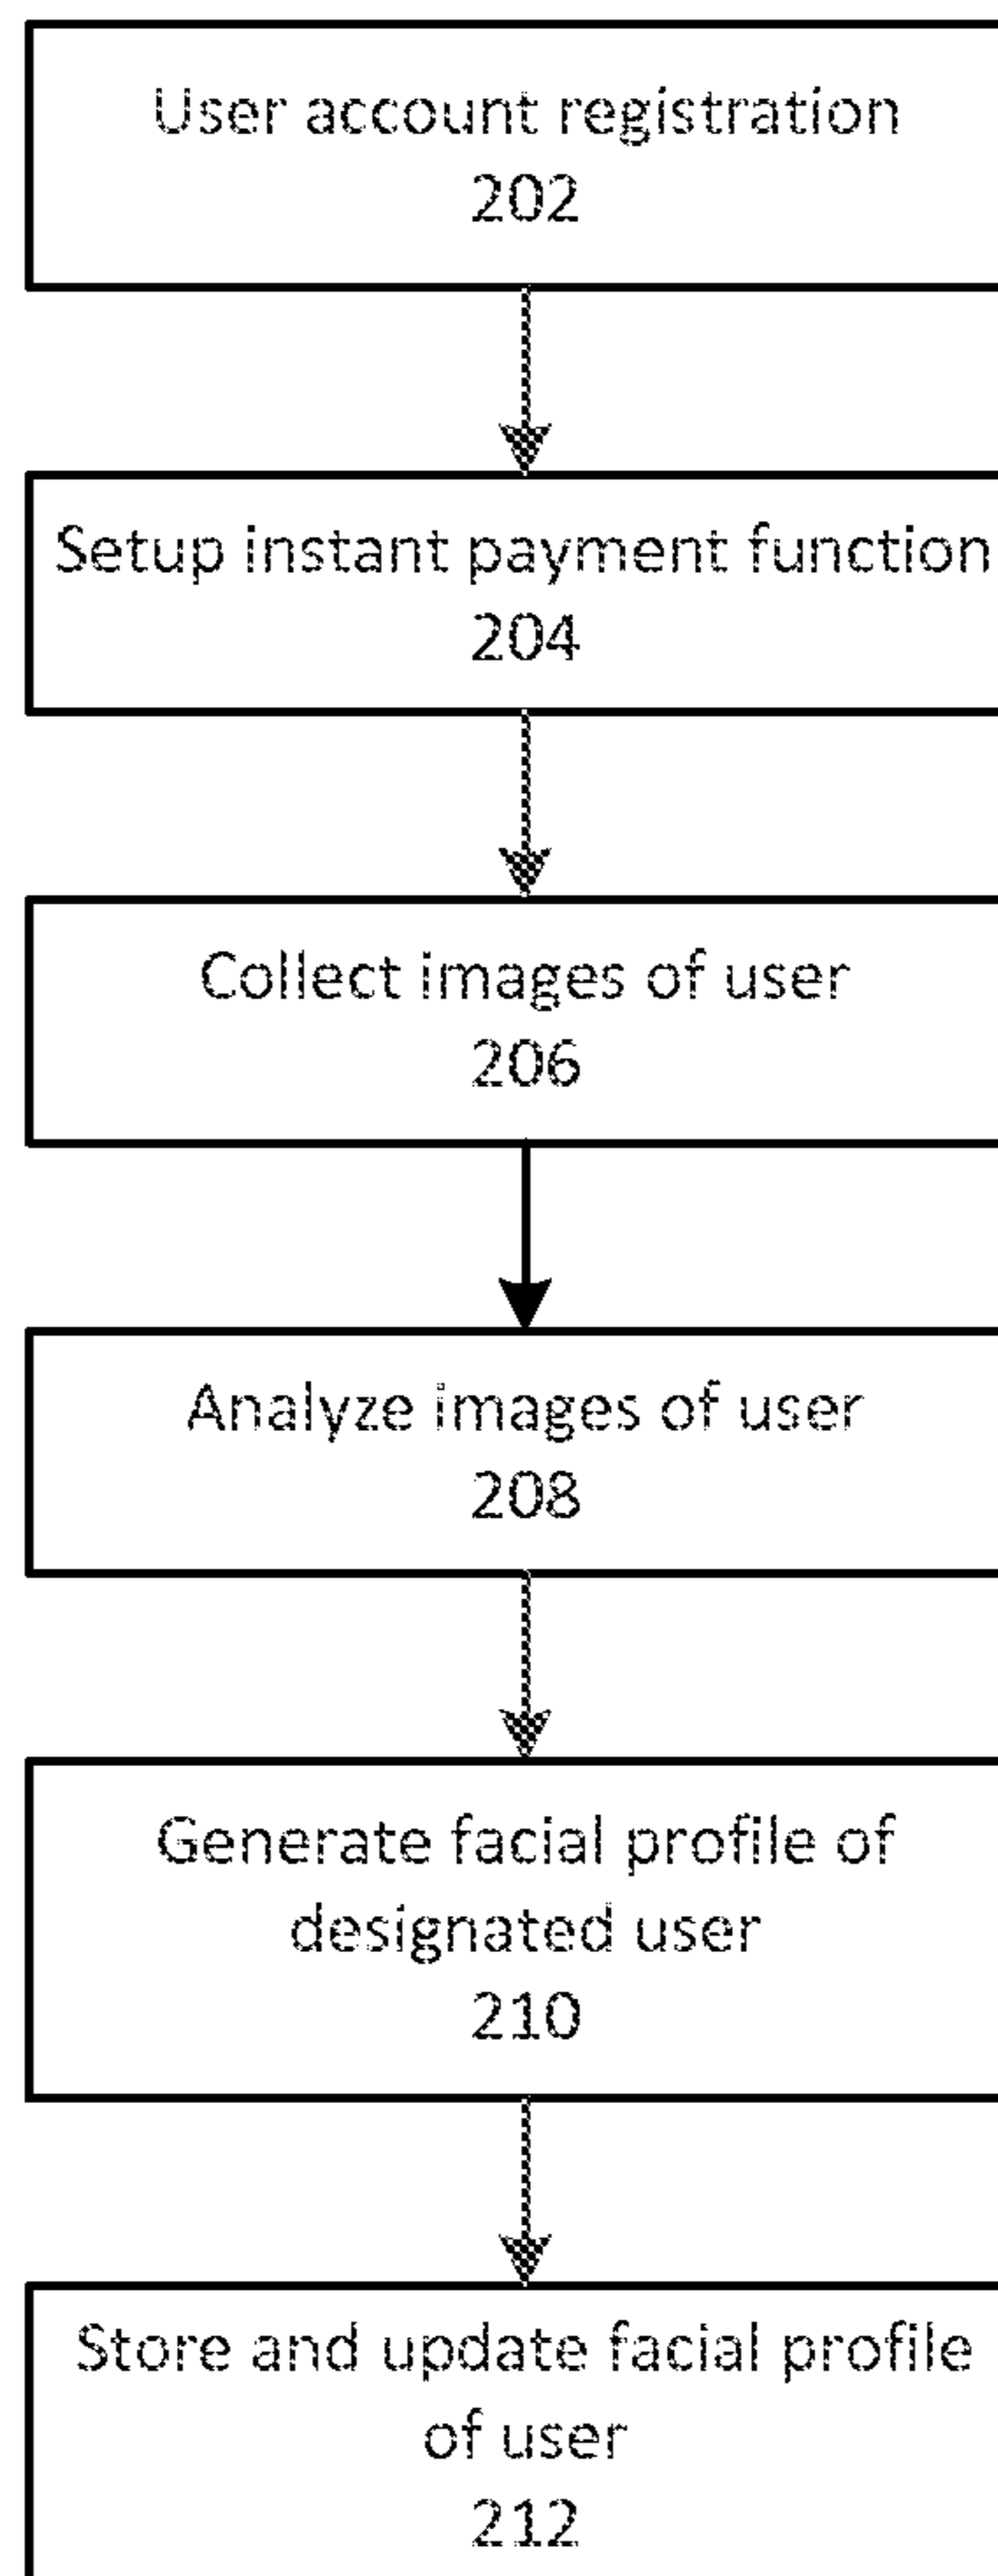 User account registration
202
Setup instant payment function
204
Collect images of user
206
Analyze images of user
208
Generate facial profile of
designated user
210
Store and update facial profile
of user
212